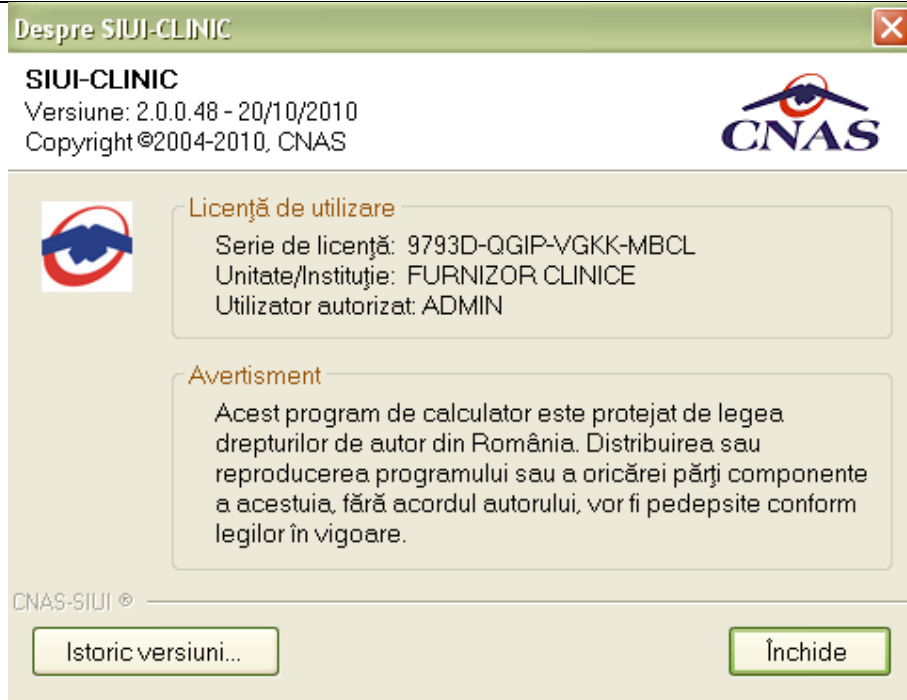 Despre SIUI-CLINIC
SIUI-CLINIC
Versiune: 2.0.0.48 - 20/10/2010
Copyright ©2004-2010, CNAS
CNAS
Licenţă de utilizare
Serie de licenţă: 9793D-QGIP-VGKK-MBCL
Unitate/Instituţie: FURNIZOR CLINICE
Utilizator autorizat: ADMIN
Avertisment
Acest program de calculator este protejat de legea
drepturilor de autor din România. Distribuirea sau
reproducerea programului sau a oricărei părţi componente
a acestuia, fără acordul autorului, vor fi pedepsite conform
legilor în vigoare.
CNAS-SIUI ®
Istoric versiuni...
Închide